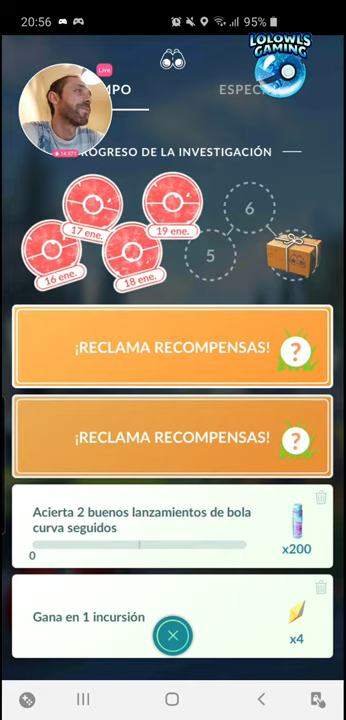 20:56
95%
LOLOWLS
GAMING
Live
MPO
ESPEC
ROGRESO DE LA INVESTIGACIÓN
17 ene.
19 ene.
6
5
16 ene.
18 ene.
¡RECLAMA RECOMPENSAS!
?
¡RECLAMA RECOMPENSAS!
?
Acierta 2 buenos lanzamientos de bola
curva seguidos
0
x200
Gana en 1 incursión
x4